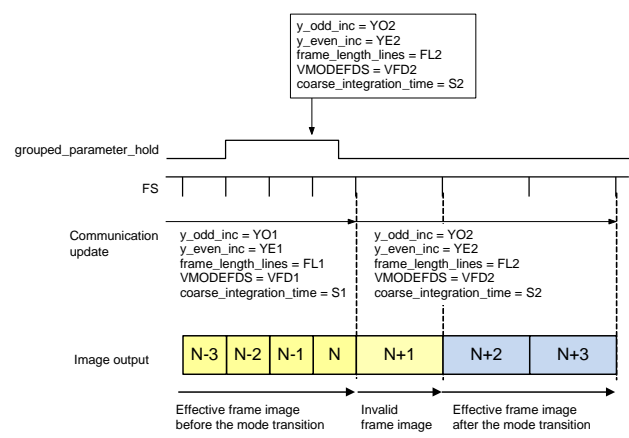 y_odd_inc = YO2
y_even_inc = YE2
frame_length_lines = FL2
VMODEFDS = VFD2
coarse_integration_time = S2
grouped_parameter_hold
FS
Communication
update
y_odd_inc = YO1
y_even_inc = YE1
frame_length_lines = FL1
VMODEFDS = VFD1
coarse_integration_time = S1
y_odd_inc = YO2
y_even_inc = YE2
frame_length_lines = FL2
VMODEFDS = VFD2
coarse_integration_time = S2
Image output
N-3 N-2 N-1 N N+1 N+2 N+3
Effective frame image
before the mode transition
Invalid
frame image
Effective frame image
after the mode transition